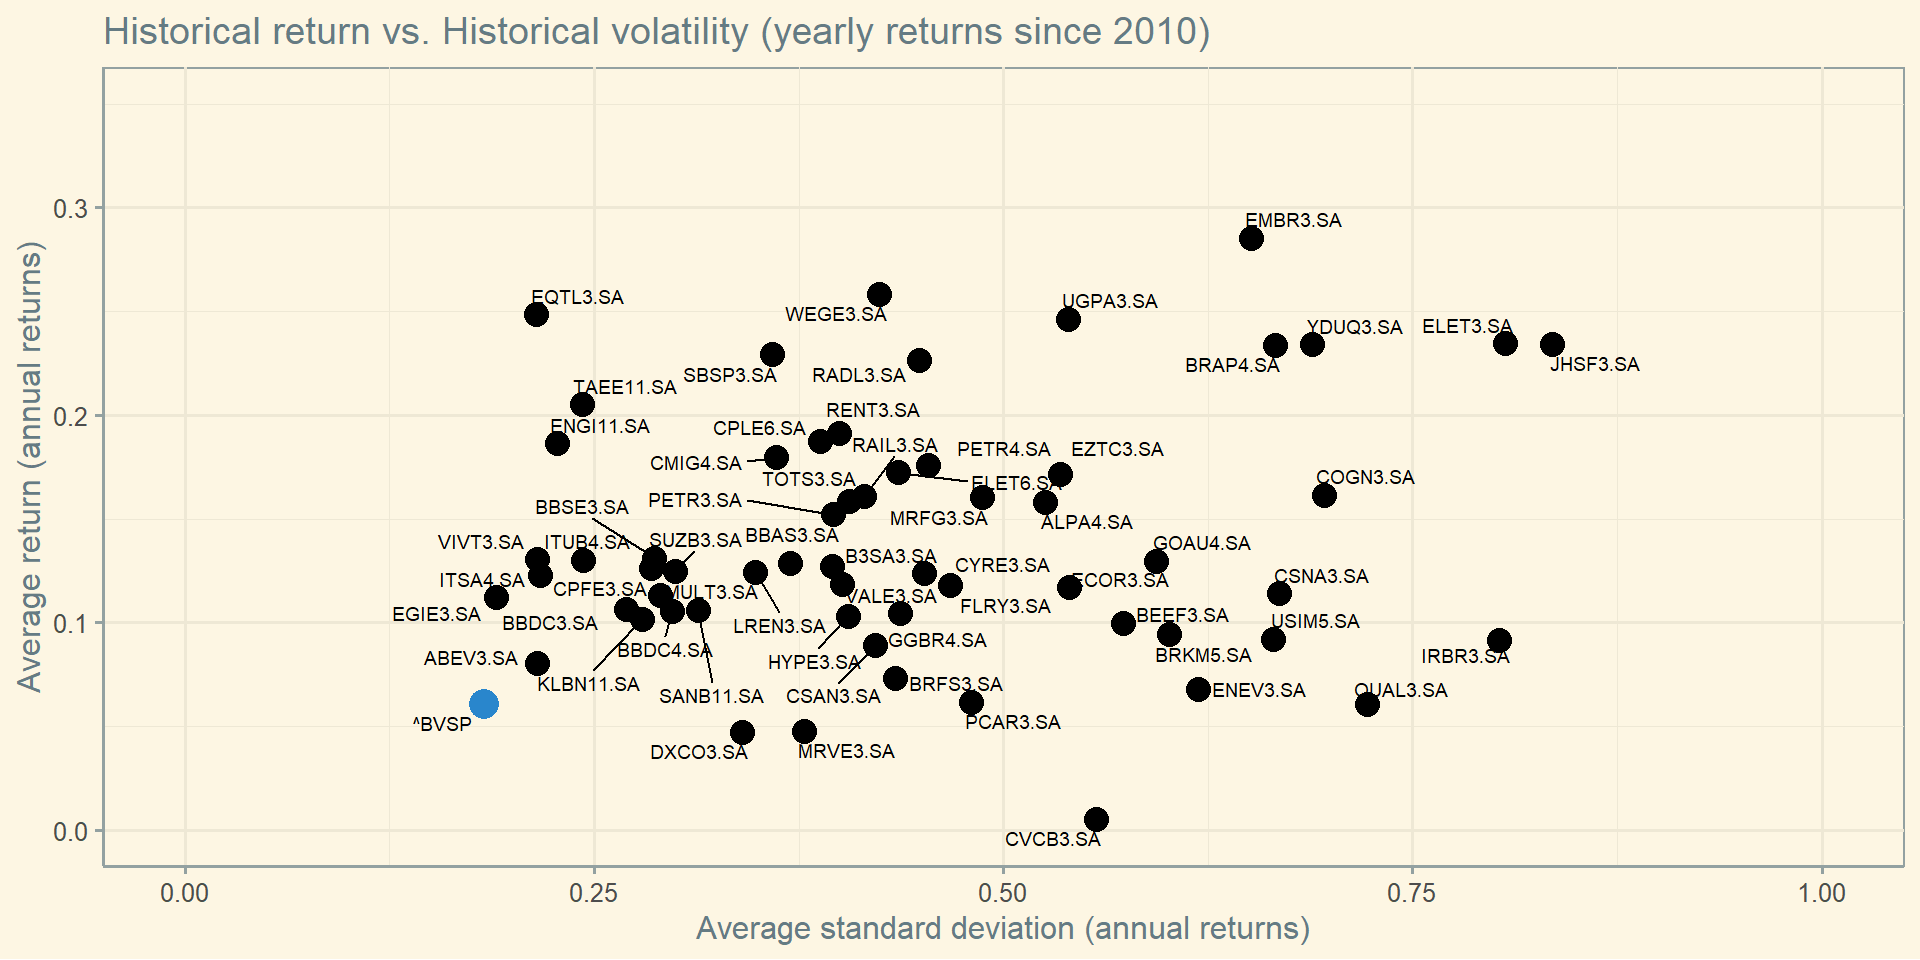 Historical return vs. Historical volatility (yearly returns since 2010)
Average return (annual returns)
0.3
0.2
0.1
0.0
EMBR3.SA
EQTL3.SA
UGPA3.SA
WEGE3.SA
YDUQ3.SA
ELET3.SA
BRAP4.SA
JHSF3.SA
SBSP3.SA
RADL3.SA
TAEE11.SA
RENT3.SA
ENGI11.SA
CPLE6.SA
RAIL3.SA
PETR4.SA
EZTC3.SA
CMIG4.SA
TOTS3.SA
ELET6.SA
COGN3.SA
PETR3.SA
BBSE3.SA
MRFG3.SA
ALPA4.SA
VIVT3.SA
ITUB4.SA
SUZB3.SA
BBAS3.SA
GOAU4.SA
B3SA3.SA
CYRE3.SA
ITSA4.SA
ECOR3.SA
CSNA3.SA
CPFE3.SA
MULT3.SA
VALE3.SA
FLRY3.SA
EGIE3.SA
BBDC3.SA
LREN3.SA
BEEF3.SA
USIM5.SA
BBDC4.SA
GGBR4.SA
ABEV3.SA
HYPE3.SA
BRKM5.SA
IRBR3.SA
KLBN11.SA
SANB11.SA
CSAN3.SA
BRFS3.SA
ENEV3.SA
QUAL3.SA
^BVSP
PCAR3.SA
DXCO3.SA
MRVE3.SA
CVCB3.SA
0.00
0.25
0.50
0.75
1.00
Average standard deviation (annual returns)